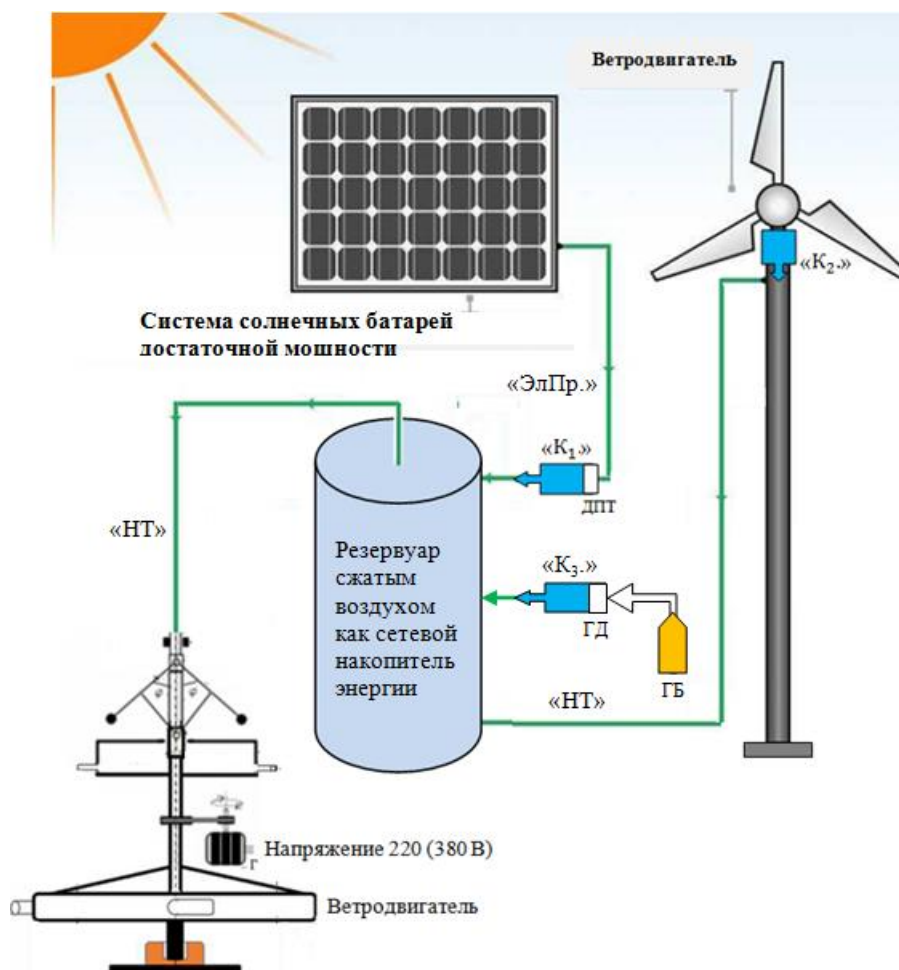 Ветродвигатель
«К₂.»
Система солнечных батарей
достаточной мошности
«ЭлПр.»
«К₁.»
ДПТ
«НТ»
Резервуар
сжатым
воздухом
как сетевой
накопитель
энергии
«К₃.»
ГД
ГБ
«НТ»
Напряжение 220 (380 В)
Г
Ветродвигатель